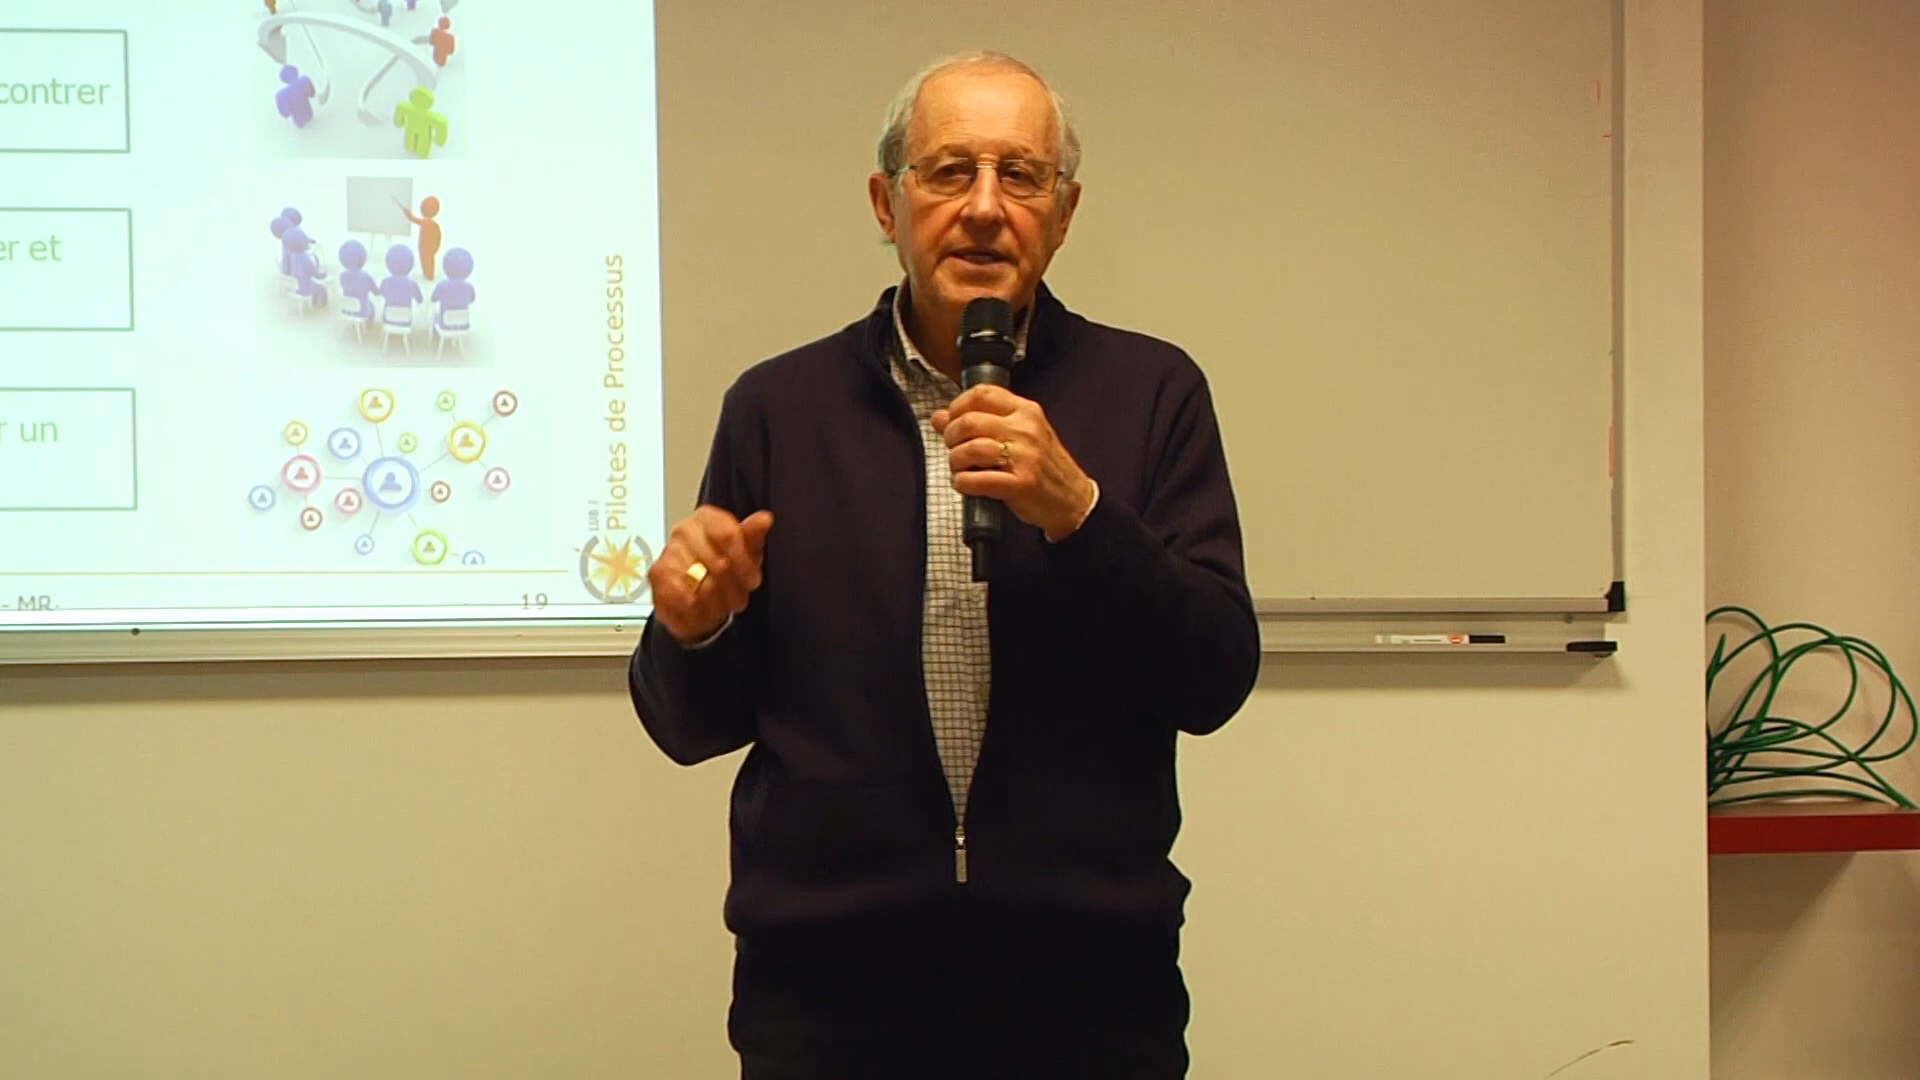 contrer
er et
r un
Pilotes de Processus
- MR
19